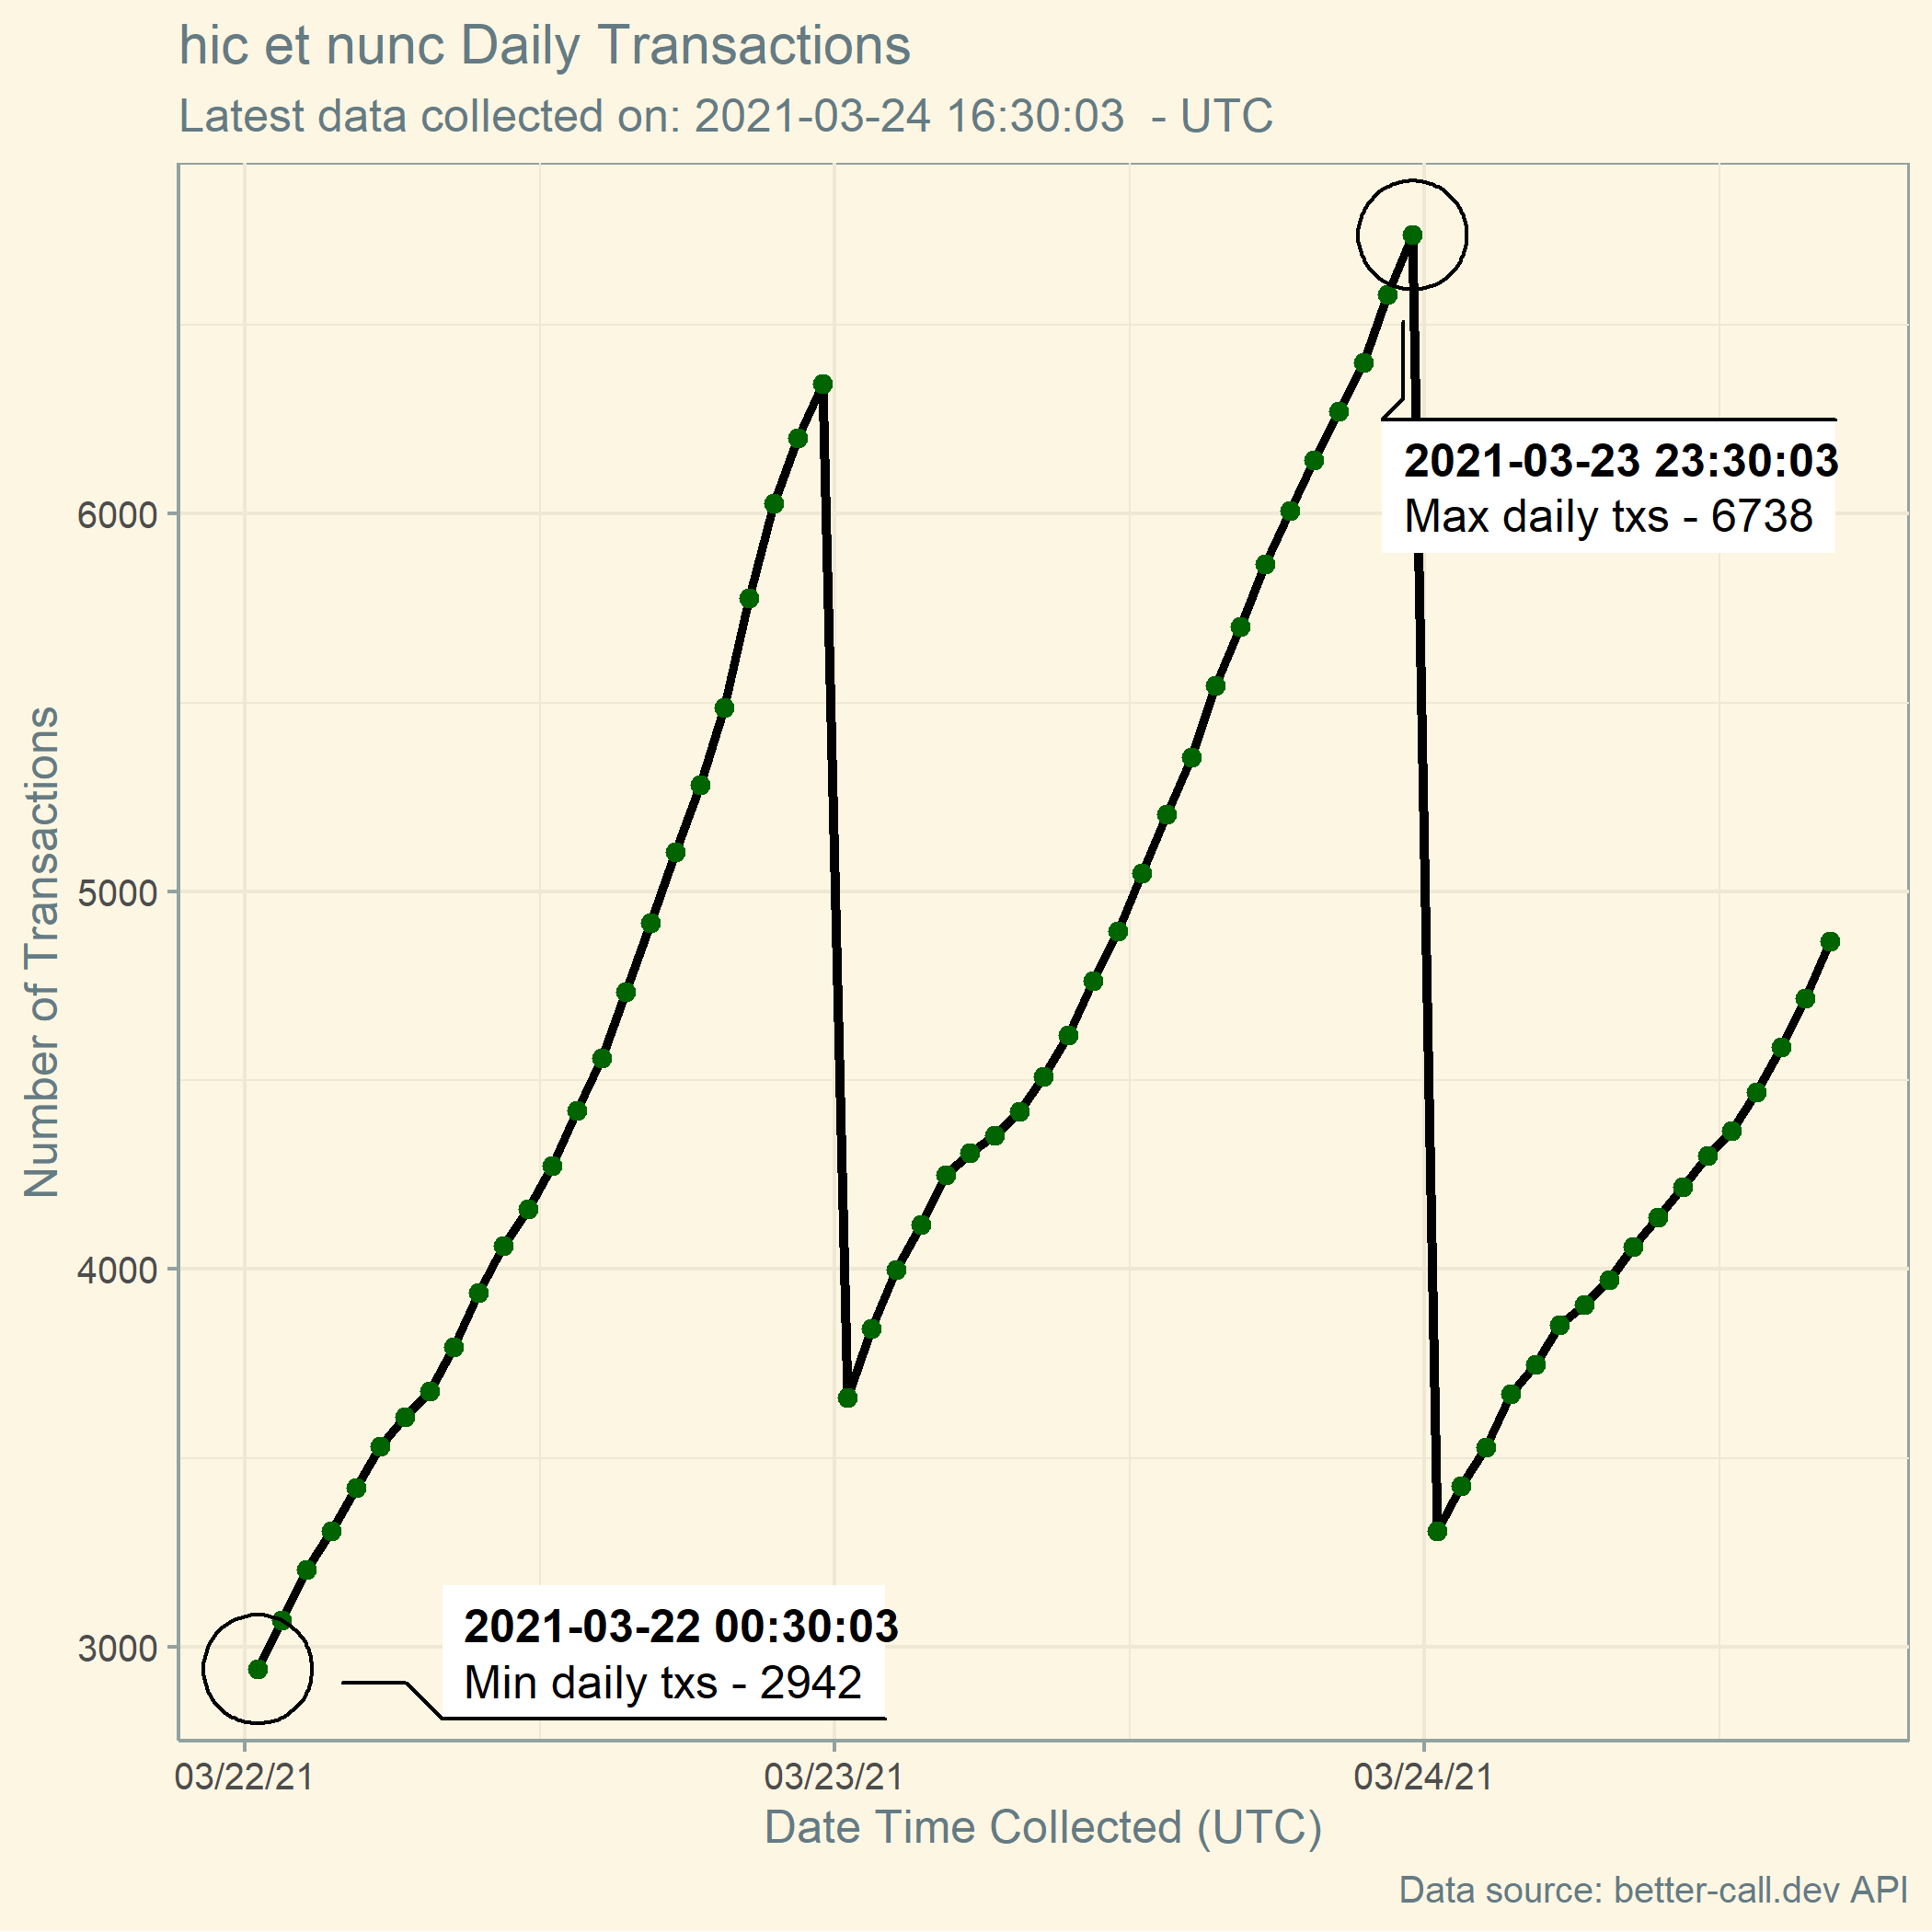 hic et nunc Daily Transactions
Latest data collected on: 2021-03-24 16:30:03  - UTC
Number of Transactions
6000
5000
4000
3000
2021-03-23 23:30:03
Max daily txs - 6738
2021-03-22 00:30:03
Min daily txs - 2942
03/22/21
03/23/21
03/24/21
Date Time Collected (UTC)
Data source: better-call.dev API